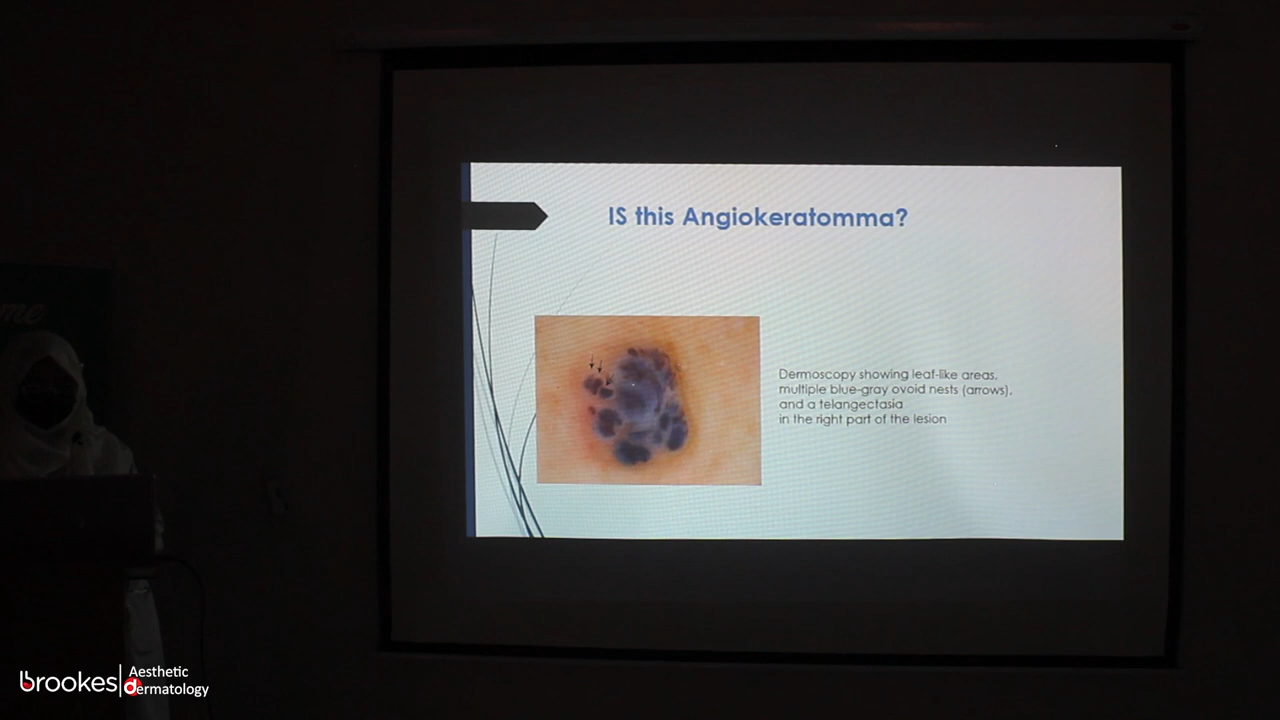 IS this Angiokeratomma?
Dermoscopy showing leaf-like areas,
multiple blue-gray ovoid nests (arrows),
and a telangectasia
in the right part of the lesion
me
brookes
Aesthetic
dermatology